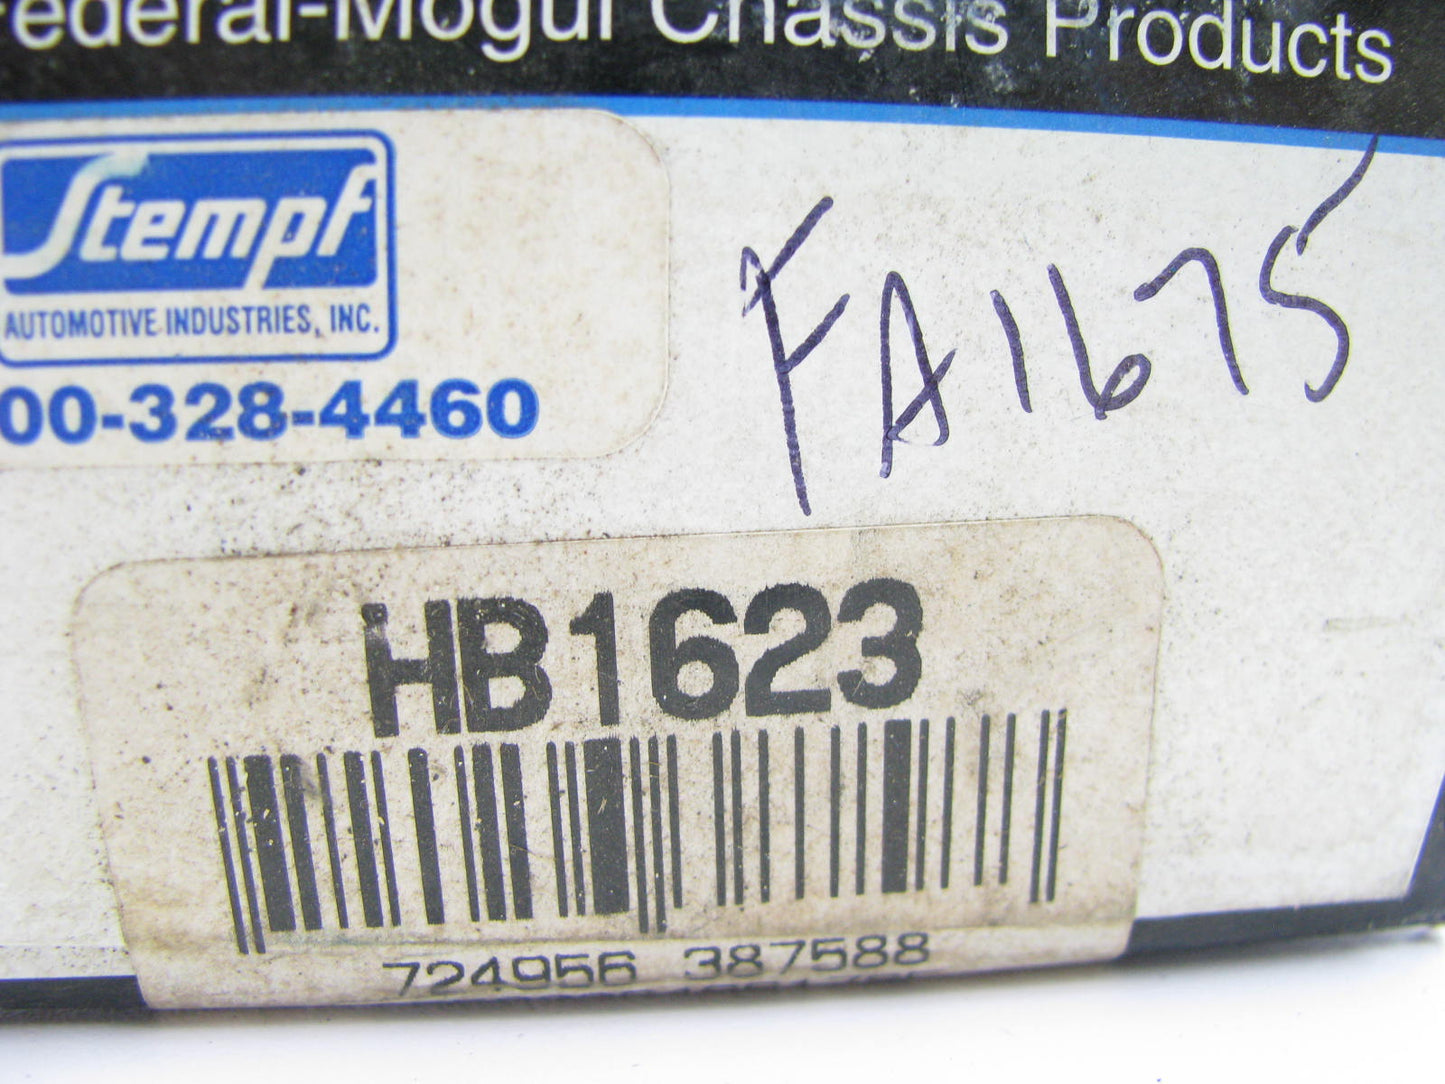 Federal-Mogul Chassis Products
Stempf
AUTOMOTIVE INDUSTRIES, INC.
00-328-4460
FA1675
HB1623
724956 387588